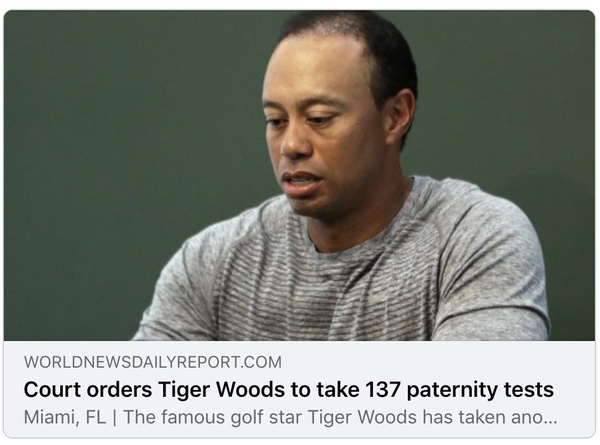 WORLDNEWSDAILYREPORT.COM
Court orders Tiger Woods to take 137 paternity tests
Miami, FL | The famous golf star Tiger Woods has taken ano...